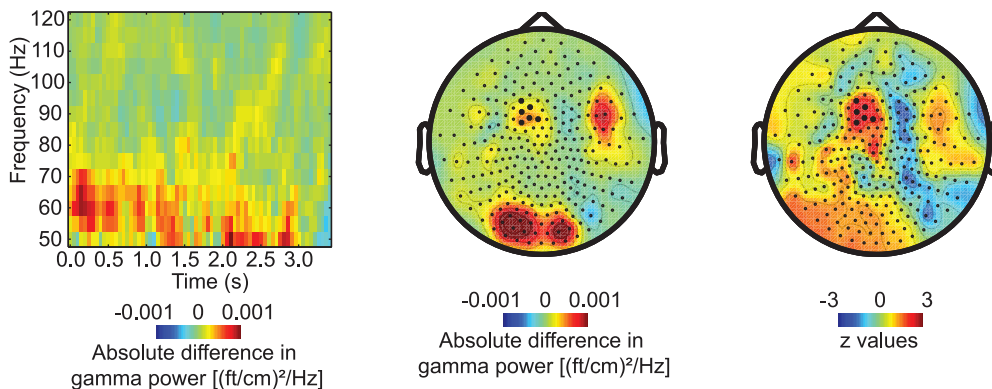 120
110
100
90
80
70
60
50
Frequency (Hz)
0.0 0.5 1.0 1.5 2.0 2.5 3.0
Time (s)
-0.001 0 0.001
Absolute difference in
gamma power [(ft/cm)²/Hz]
-0.001 0 0.001
Absolute difference in
gamma power [(ft/cm)²/Hz]
-3 0 3
z values